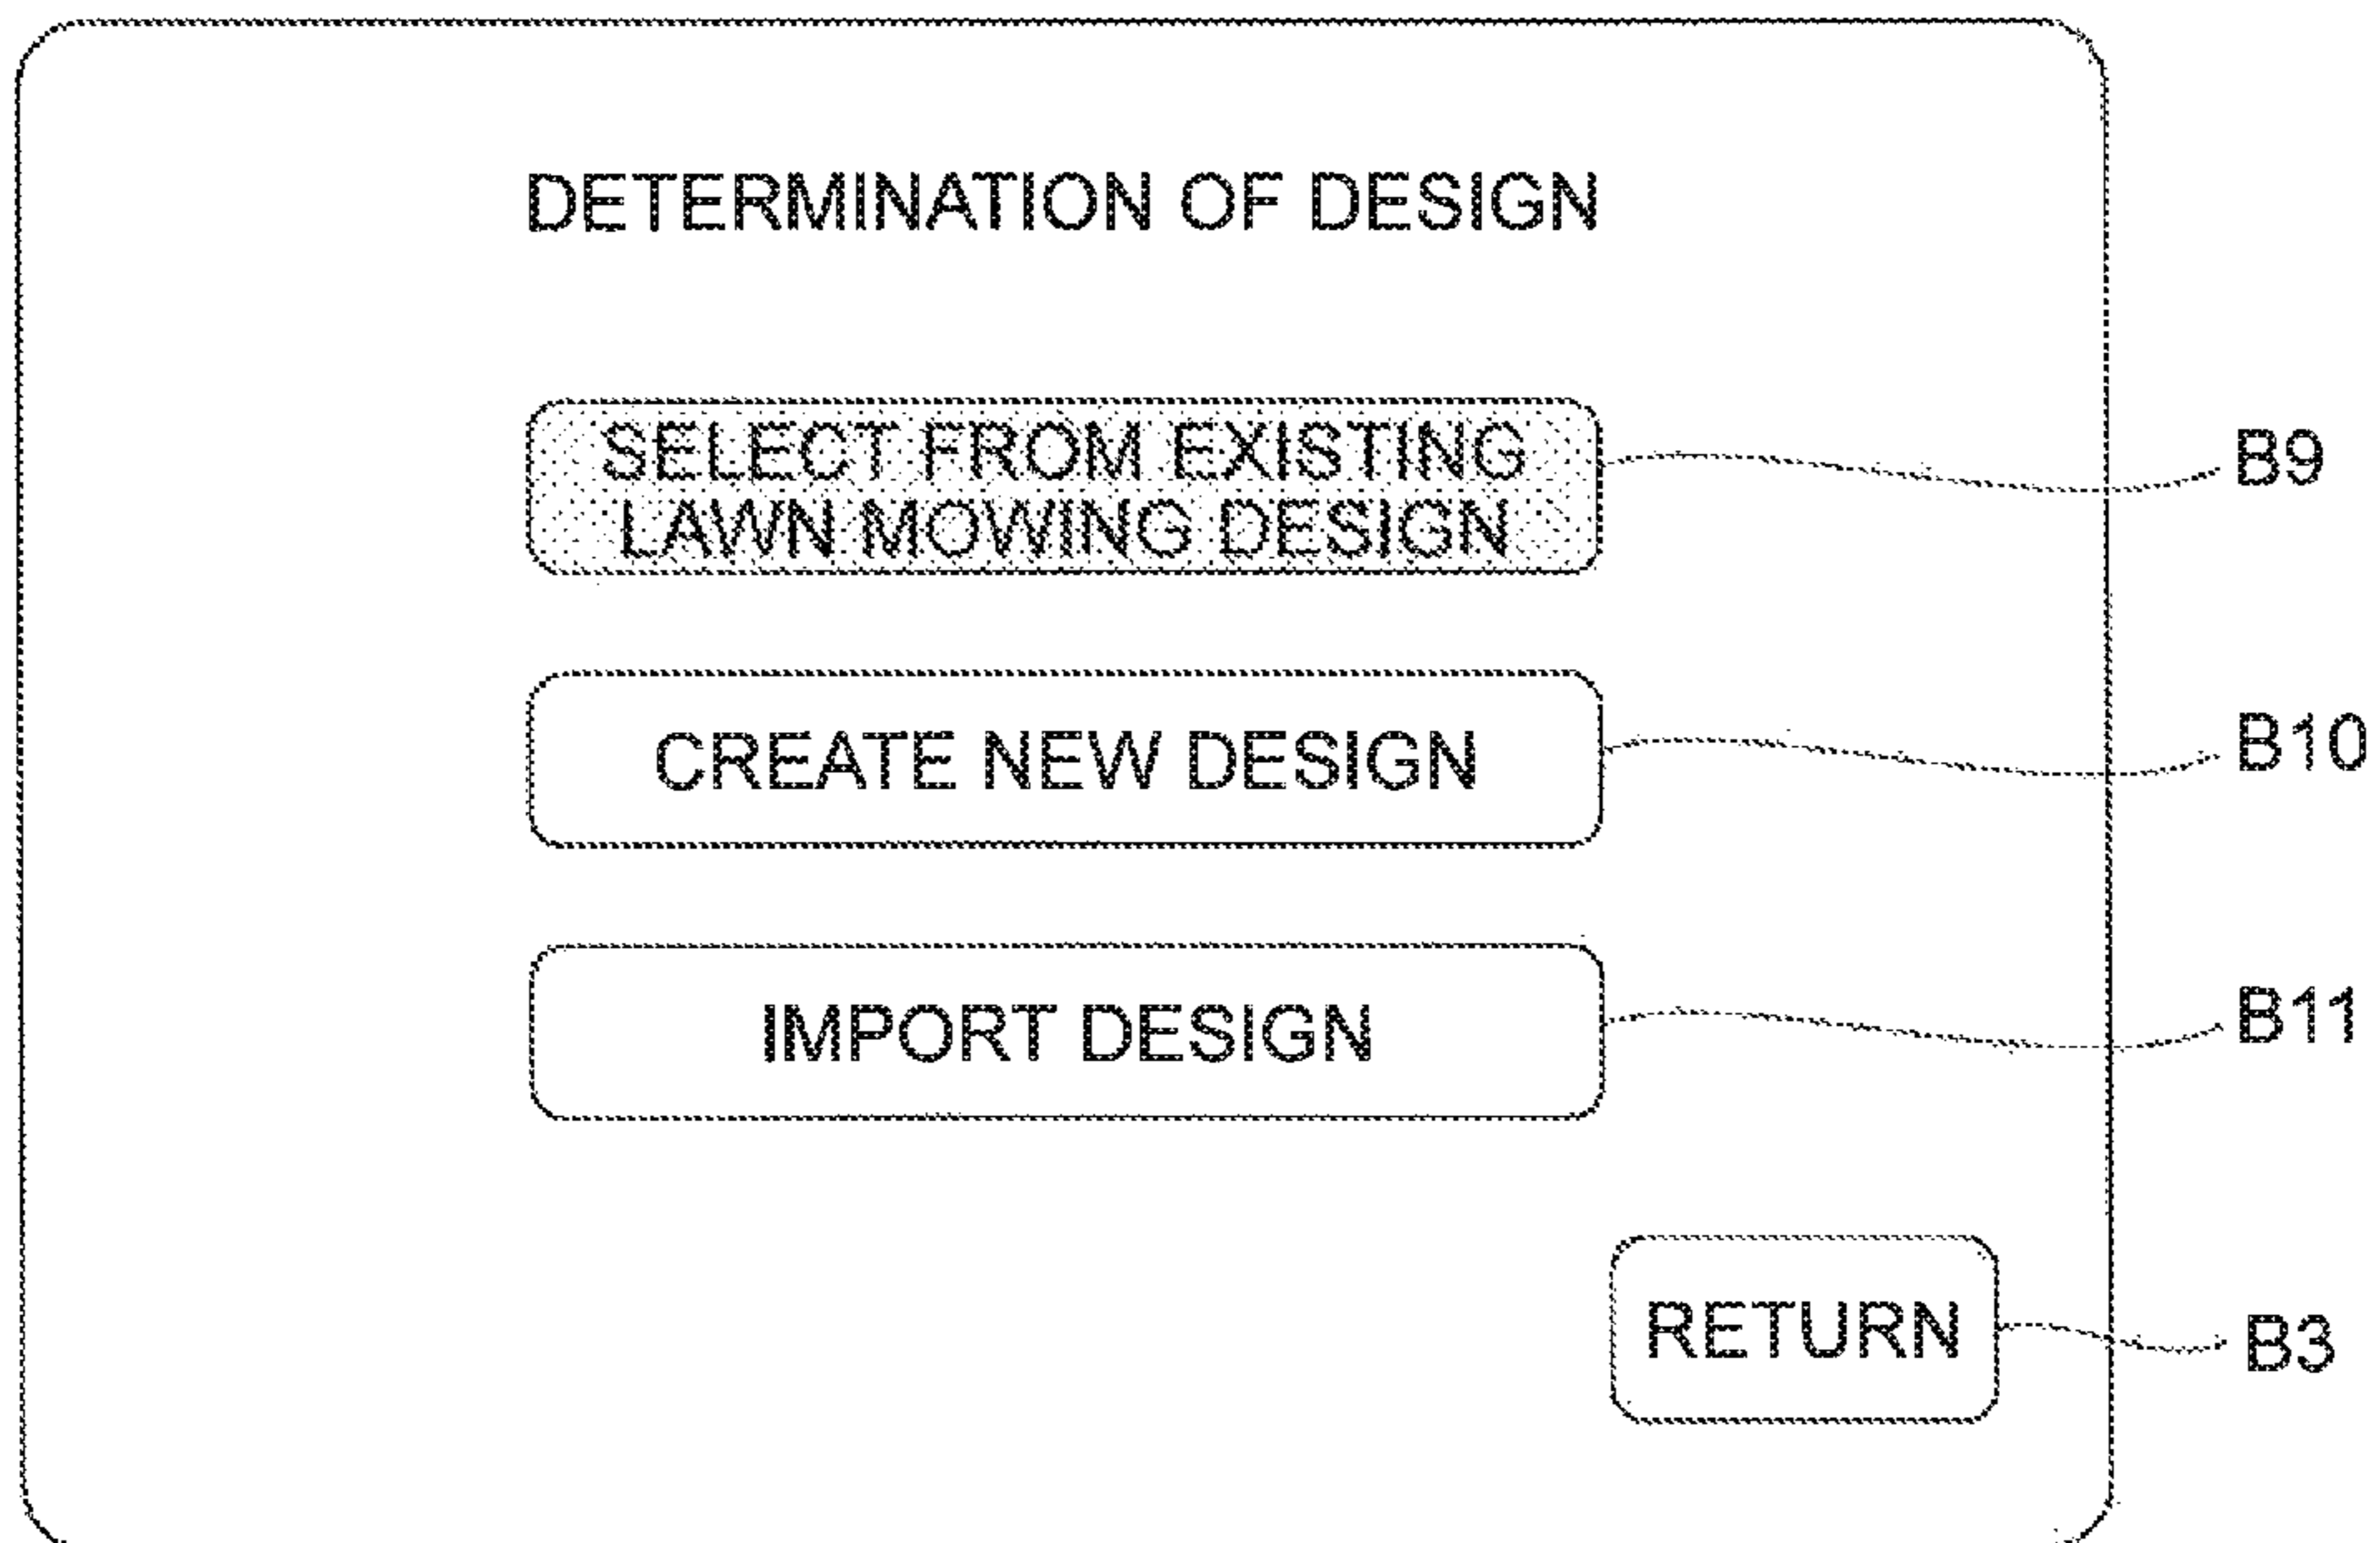 DETERMINATION OF DESIGN
SELECT FROM EXISTING
LAWN MOWING DESIGN
B9
CREATE NEW DESIGN
B10
IMPORT DESIGN
B11
RETURN
B3